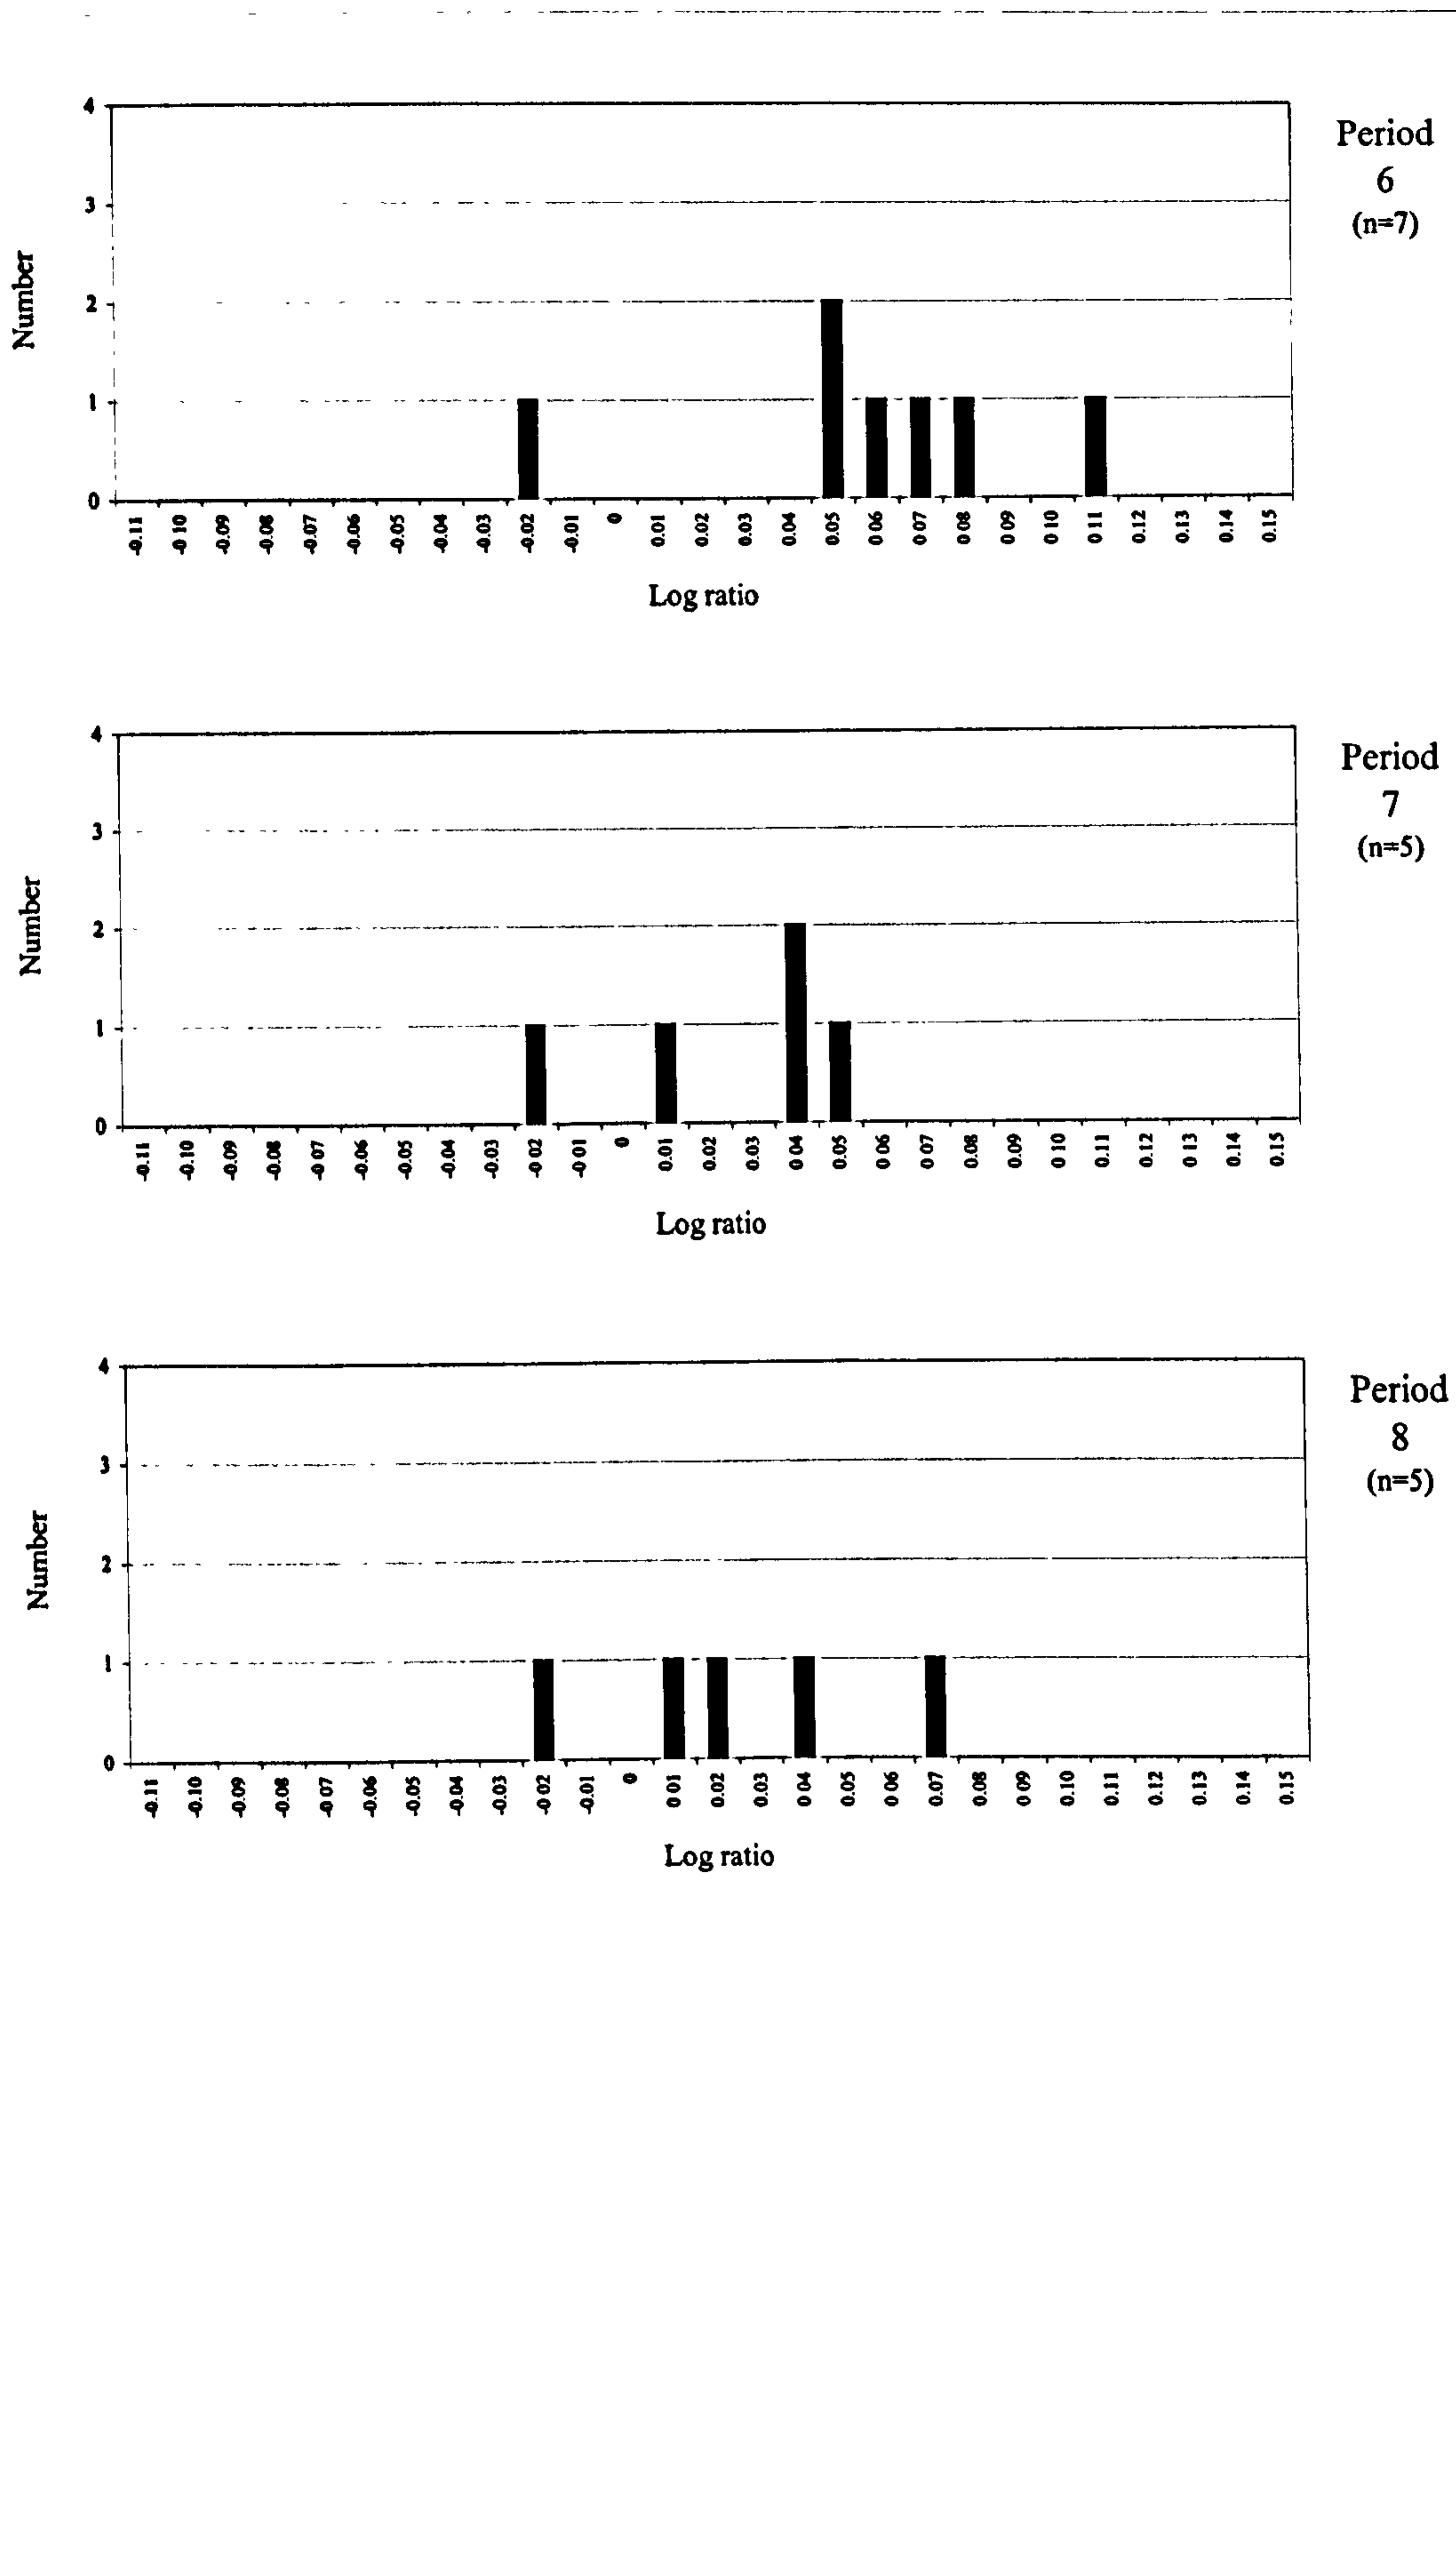 4
3
2
1
0
Number
-0.11 -0 10 -0.09 -0.08 -0.07 -0.06 -0.05 -0.04 -0.03 -0.02 -0.01 0 0.01 0.02 0.03 0.04 0.05 0 06 0 07 0 08 0 09 0 10 0 11 0.12 0.13 0.14 0.15
Log ratio
Period
6
(n=7)
4
3
2
1
0
Number
-0.11 -0.10 -0.09 -0.08 -0.07 -0.06 -0.05 -0.04 -0.03 -0.02 -0.01 0 0.01 0.02 0.03 0 04 0.05 0 06 0.07 0.08 0.09 0 10 0.11 0.12 0 13 0.14 0.15
Log ratio
Period
7
(n=5)
4
3
2
1
0
Number
-0.11 -0.10 -0.09 -0.08 -0.07 -0.06 -0.05 -0.04 -0.03 -0.02 -0.01 0 0 01 0.02 0.03 0 04 0.05 0.06 0.07 0.08 0 09 0.10 0.11 0.12 0.13 0.14 0.15
Log ratio
Period
8
(n=5)